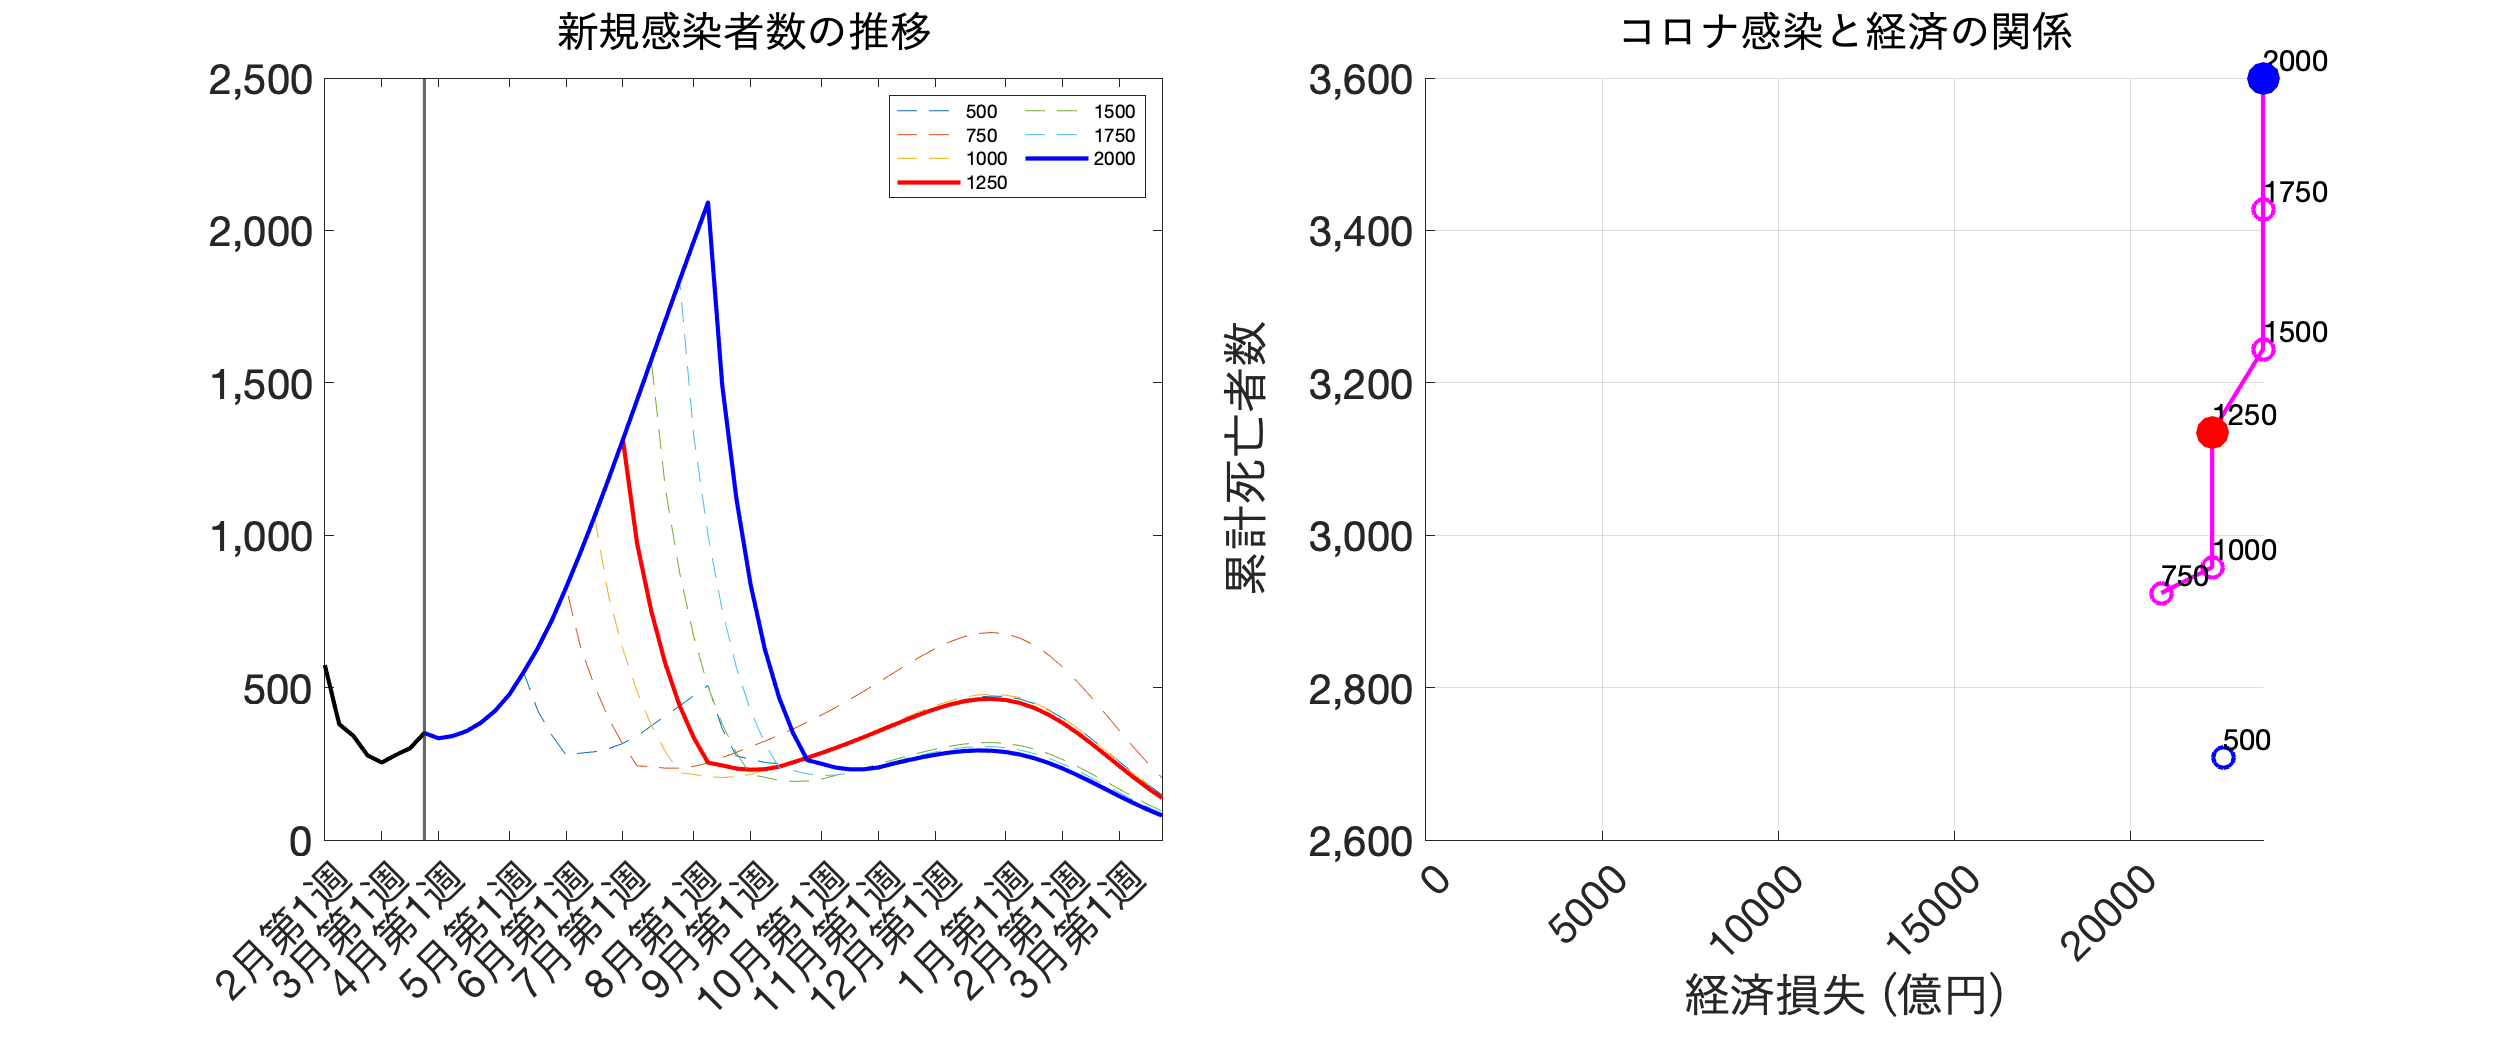 新規感染者数の推移
2,500
2,000
1,500
1,000
500
0
500
750
1000
1250
1500
1750
2000
2月第1週
3月第1週
4月第1週
5月第1週
6月第1週
7月第1週
8月第1週
9月第1週
10月第1週
11月第1週
12月第1週
1月第1週
2月第1週
3月第1週
コロナ感染と経済の関係
累計死亡者数
3,600
3,400
3,200
3,000
2,800
2,600
2000
1750
1500
1250
1000
750
500
0
5000
10000
15000
20000
経済損失 (億円)